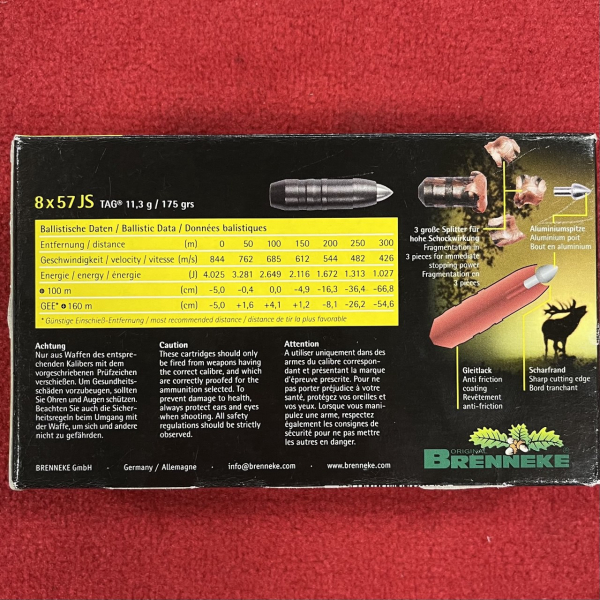 8 x 57 JS TAG® 11,3 g / 175 grs
Ballistische Daten / Ballistic Data / Données balistiques
Entfernung / distance (m) 0 50 100 150 200 250 300
Geschwindigkeit / velocity / vitesse (m/s) 844 762 685 612 544 482 426
Energie / energy / énergie (J) 4.025 3.281 2.649 2.116 1.672 1.313 1.027
100 m (cm) -5,0 -0,4 0,0 -4,9 -16,3 -36,4 -66,8
GEE* 160 m (cm) -5,0 +1,6 +4,1 +1,2 -8,1 -26,2 -54,6
*Günstige Einschieß-Entfernung / most recommended distance / distance de tir la plus favorable
3 große Splitter für
hohe Schockwirkung
Fragmentation in
3 pieces for immediate
stopping power
Fragmentation en
3 pieces
Aluminiumspitze
Aluminium point
Bout en aluminium
Gleitlack
Anti friction
coating
Revêtement
anti-friction
Scharfrand
Sharp cutting edge
Bord tranchant
Achtung
Nur aus Waffen des entspre-
chenden Kalibers mit dem
vorgeschriebenen Prüfzeichen
verschießen. Um Gesundheits-
schäden vorzubeugen, sollten
Sie Ohren und Augen schützen.
Beachten Sie auch die Sicher-
heitsregeln beim Umgang mit
der Waffe, um sich und andere
nicht zu gefährden.
Caution
These cartridges should only
be fired from weapons having
the correct calibre, and which
are correctly proofed for the
ammunition selected. To
prevent damage to health,
always protect ears and eyes
when shooting. All safety
regulations should be strictly
observed.
Attention
A utiliser uniquement dans des
armes du calibre correspon-
dant et présentant la marque
d'épreuve prescrite. Pour ne
pas porter préjudice à votre
santé, protégez vos oreilles et
vos yeux. Lorsque vous mani-
pulez une arme, respectez
également les consignes de
sécurité pour ne pas mettre
les autres en danger.
ORIGINAL
BRENNEKE
BRENNEKE GmbH · Germany / Allemagne · info@brenneke.com · www.brenneke.com